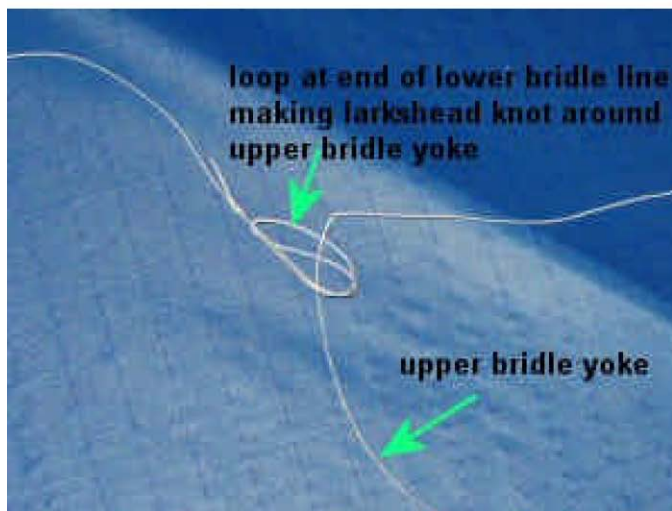 loop at end of lower bridle line
making larkshead knot around
upper bridle yoke
upper bridle yoke